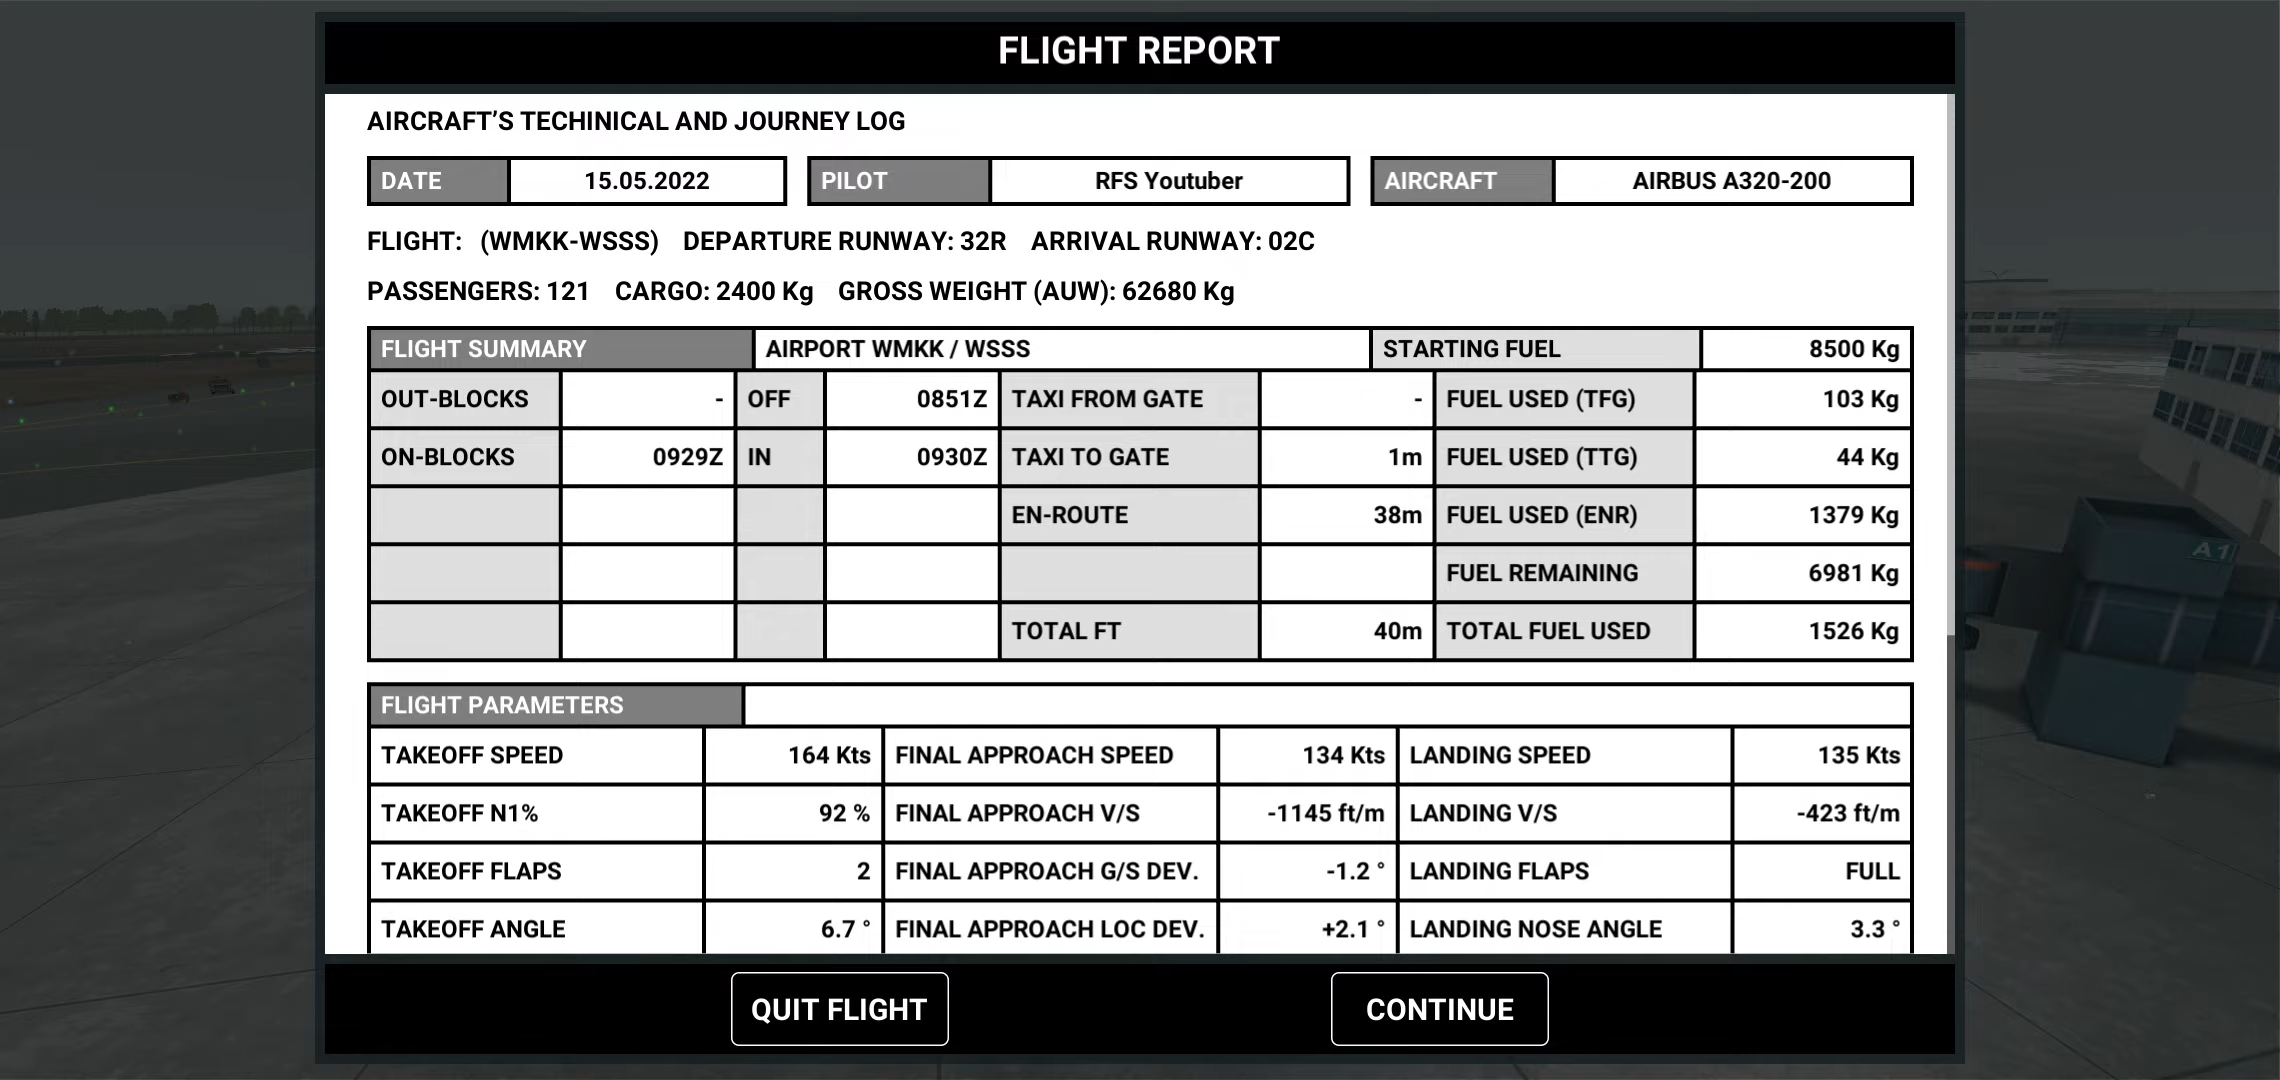 FLIGHT REPORT
AIRCRAFT’S TECHINICAL AND JOURNEY LOG
DATE 15.05.2022 PILOT RFS Youtuber AIRCRAFT AIRBUS A320-200
FLIGHT: (WMKK-WSSS) DEPARTURE RUNWAY: 32R ARRIVAL RUNWAY: 02C
PASSENGERS: 121 CARGO: 2400 Kg GROSS WEIGHT (AUW): 62680 Kg
FLIGHT SUMMARY AIRPORT WMKK / WSSS STARTING FUEL 8500 Kg
OUT-BLOCKS - OFF 0851Z TAXI FROM GATE - FUEL USED (TFG) 103 Kg
ON-BLOCKS 0929Z IN 0930Z TAXI TO GATE 1m FUEL USED (TTG) 44 Kg
EN-ROUTE 38m FUEL USED (ENR) 1379 Kg
FUEL REMAINING 6981 Kg
TOTAL FT 40m TOTAL FUEL USED 1526 Kg
FLIGHT PARAMETERS
TAKEOFF SPEED 164 Kts FINAL APPROACH SPEED 134 Kts LANDING SPEED 135 Kts
TAKEOFF N1% 92 % FINAL APPROACH V/S -1145 ft/m LANDING V/S -423 ft/m
TAKEOFF FLAPS 2 FINAL APPROACH G/S DEV. -1.2 ° LANDING FLAPS FULL
TAKEOFF ANGLE 6.7 ° FINAL APPROACH LOC DEV. +2.1 ° LANDING NOSE ANGLE 3.3 °
QUIT FLIGHT CONTINUE
A1